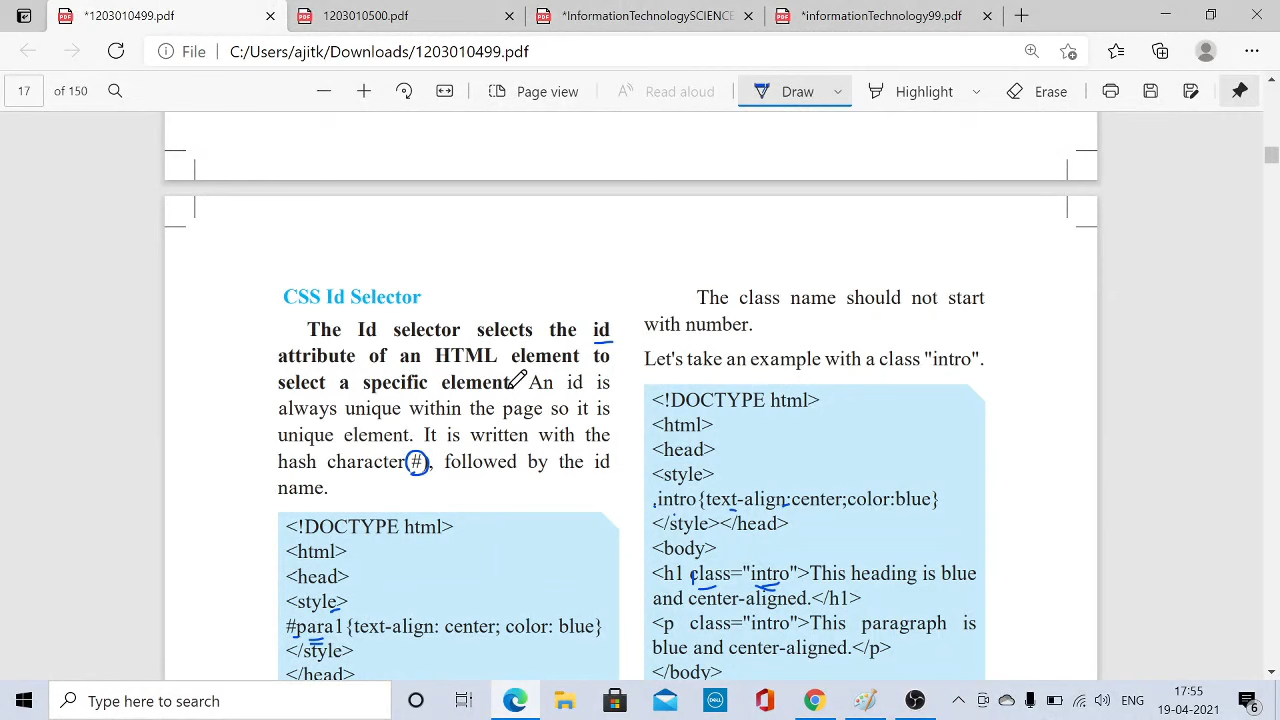 *1203010499.pdf
1203010500.pdf
*InformationTechnologySCIENCE
*InformationTechnology99.pdf
File
C:/Users/ajitk/Downloads/1203010499.pdf
17 of 150
Page view
Read aloud
Draw
Highlight
Erase
CSS Id Selector
The Id selector selects the id
attribute of an HTML element to
select a specific element. An id is
always unique within the page so it is
unique element. It is written with the
hash character(#), followed by the id
name.
<!DOCTYPE html>
<html>
<head>
<style>
#para1{text-align: center; color: blue}
</style>
</head>
The class name should not start
with number.
Let's take an example with a class "intro".
<!DOCTYPE html>
<html>
<head>
<style>
.intro{text-align:center;color:blue}
</style></head>
<body>
<h1 class="intro">This heading is blue
and center-aligned.</h1>
<p class="intro">This paragraph is
blue and center-aligned.</p>
</body>
Type here to search
DELL
ENG
17:55
19-04-2021
6